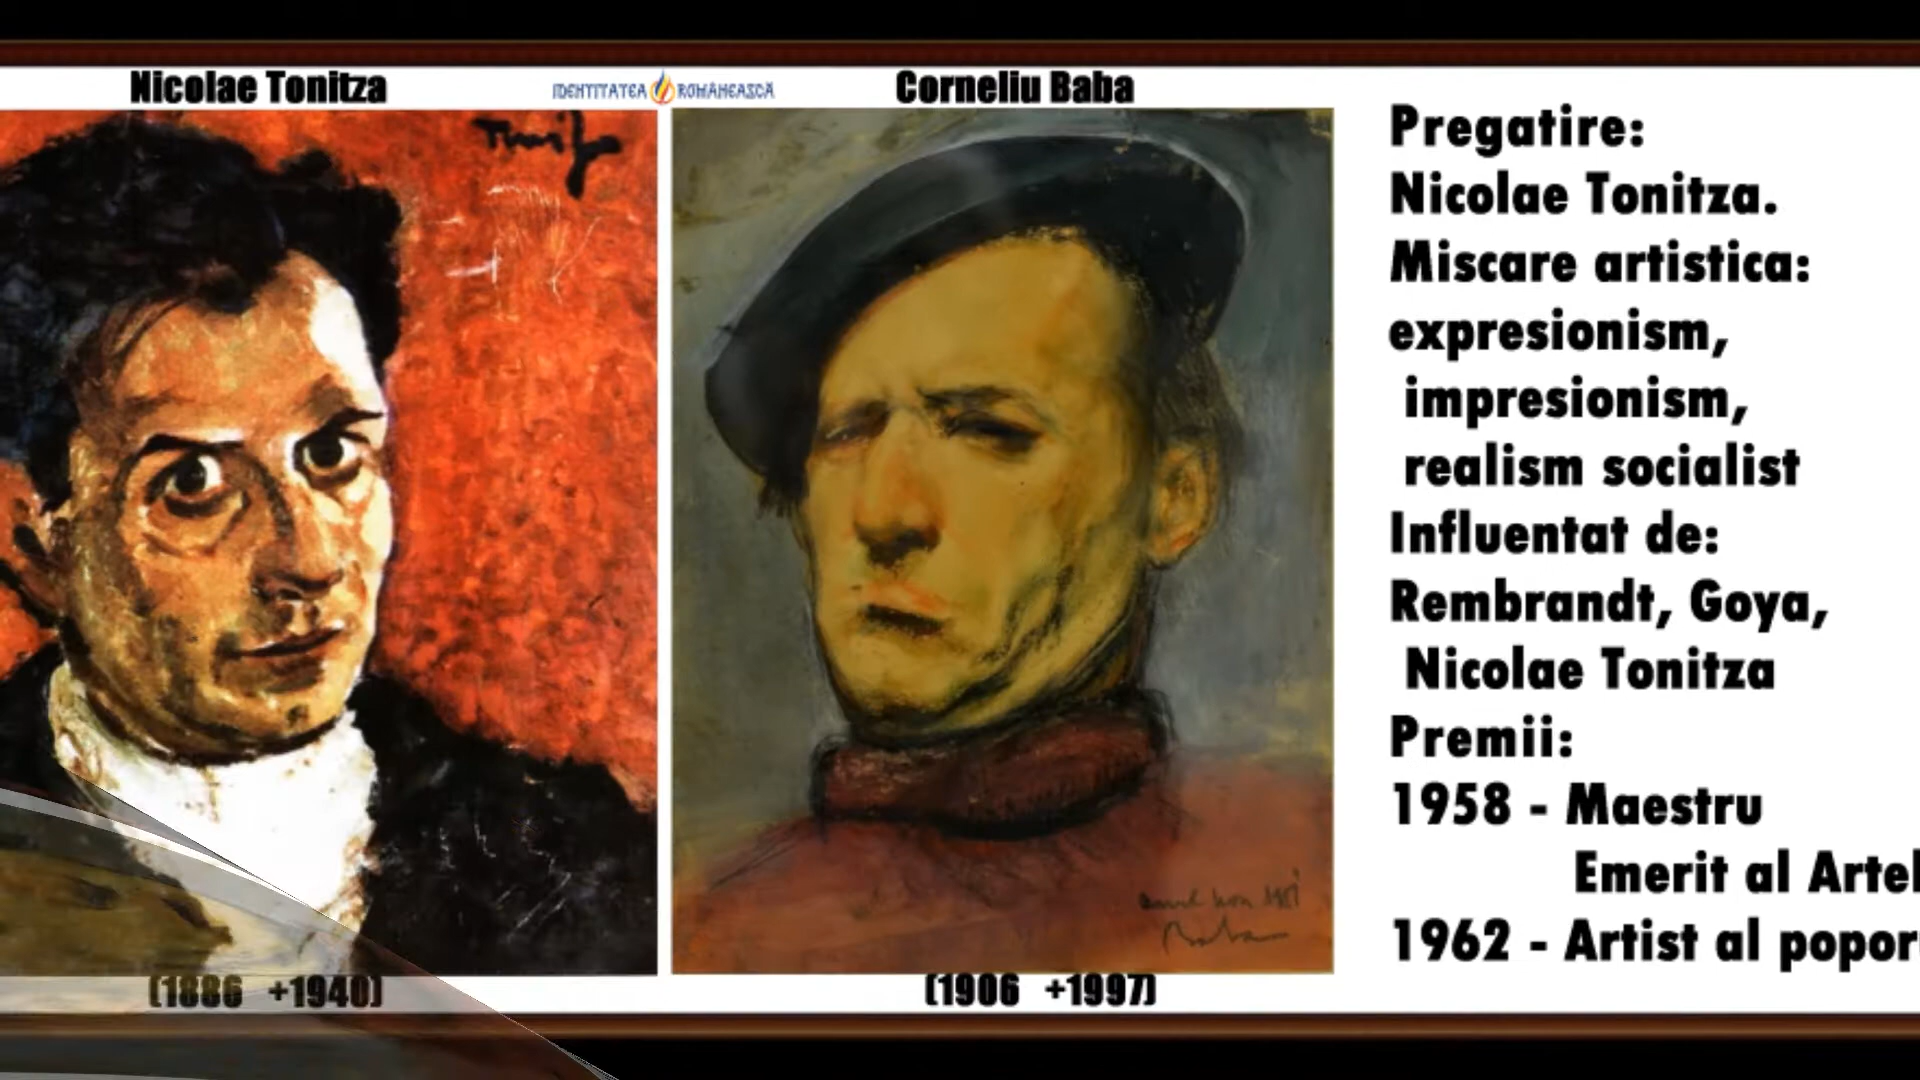 Nicolae Tonitza
IDENTITATEA ROMÂNEASCĂ
Corneliu Baba
(1886 +1940)
(1906 +1997)
Pregatire:
Nicolae Tonitza.
Miscare artistica:
expresionism,
impresionism,
realism socialist
Influentat de:
Rembrandt, Goya,
Nicolae Tonitza
Premii:
1958 - Maestru
Emerit al Artel
1962 - Artist al popor
Baba